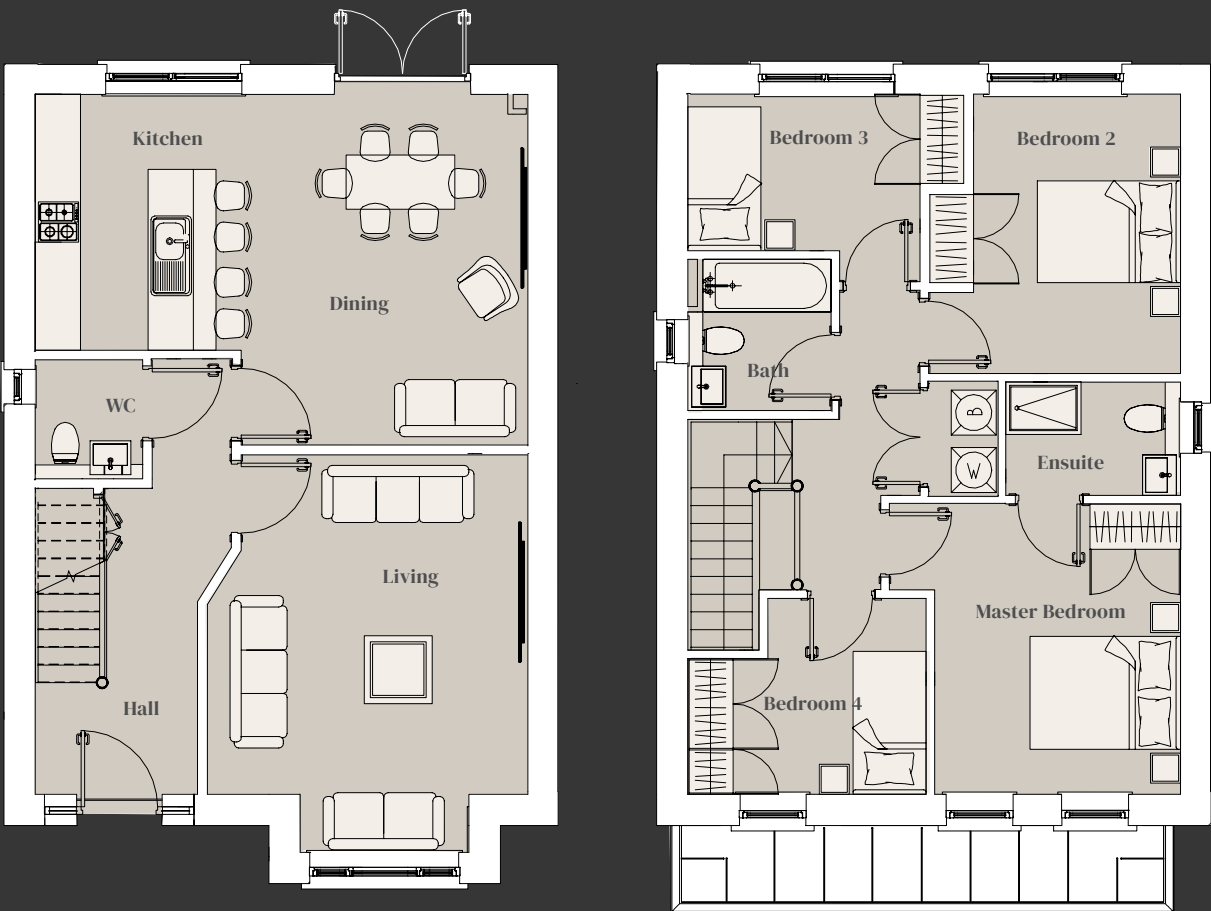 Kitchen
Dining
WC
Living
Hall
Bedroom 3
Bedroom 2
Bath
B
W
Ensuite
Master Bedroom
Bedroom 4